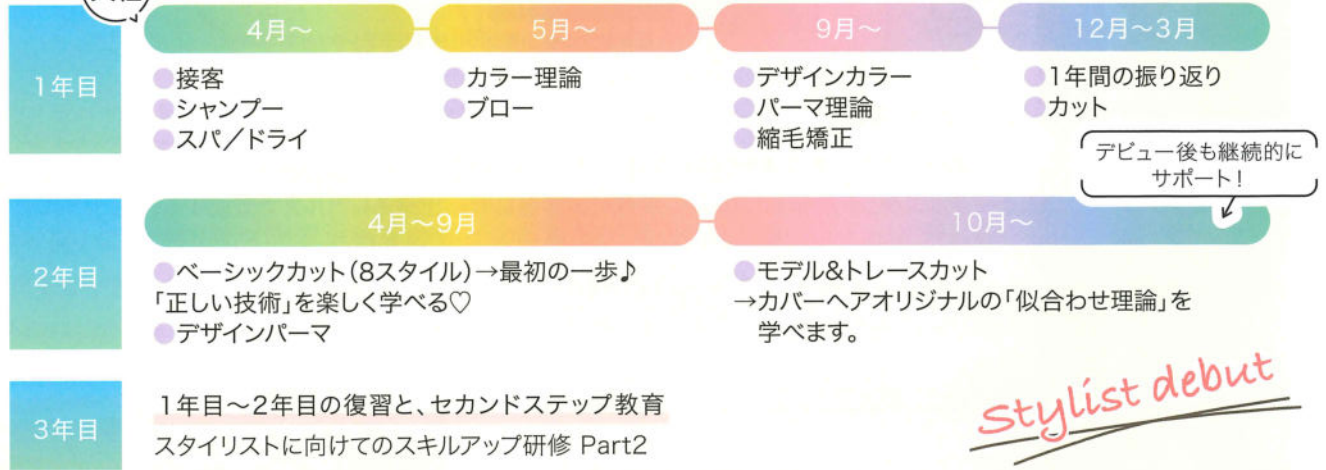 4月～
5月～
9月～
12月～3月
1年目
●接客
●シャンプー
●スパ／ドライ
●カラー理論
●ブロー
●デザインカラー
●パーマ理論
●縮毛矯正
●1年間の振り返り
●カット
デビュー後も継続的に
サポート！
4月～9月
10月～
2年目
●ベーシックカット（8スタイル）→最初の一歩♪
「正しい技術」を楽しく学べる♡
●デザインパーマ
●モデル&トレースカット
→カバーヘアオリジナルの「似合わせ理論」を
学べます。
3年目
1年目～2年目の復習と、セカンドステップ教育
スタイリストに向けてのスキルアップ研修 Part2
Stylist debut